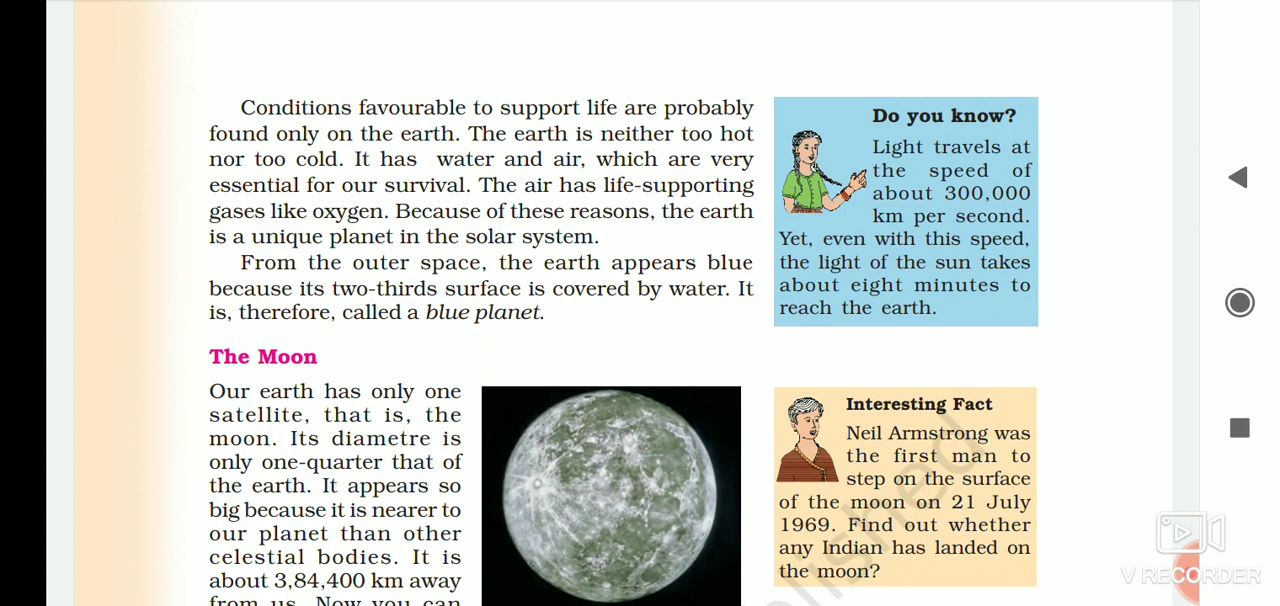 Conditions favourable to support life are probably
found only on the earth. The earth is neither too hot
nor too cold. It has water and air, which are very
essential for our survival. The air has life-supporting
gases like oxygen. Because of these reasons, the earth
is a unique planet in the solar system.
From the outer space, the earth appears blue
because its two-thirds surface is covered by water. It
is, therefore, called a blue planet.
The Moon
Our earth has only one
satellite, that is, the
moon. Its diametre is
only one-quarter that of
the earth. It appears so
big because it is nearer to
our planet than other
celestial bodies. It is
about 3,84,400 km away
from us. Now you can
Do you know?
Light travels at
the speed of
about 300,000
km per second.
Yet, even with this speed,
the light of the sun takes
about eight minutes to
reach the earth.
Interesting Fact
Neil Armstrong was
the first man to
step on the surface
of the moon on 21 July
1969. Find out whether
any Indian has landed on
the moon?
V RECORDER